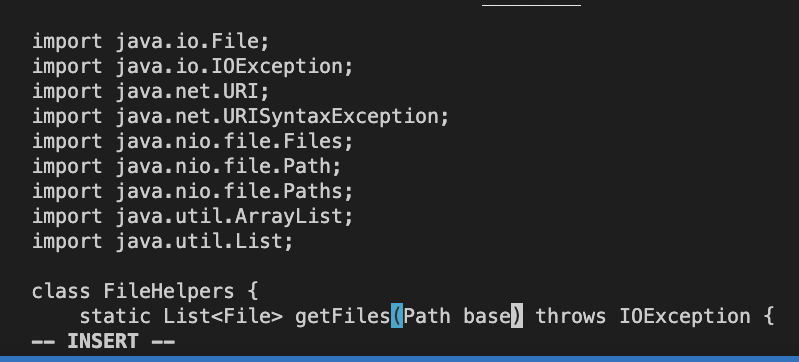 import java.io.File;
import java.io.IOException;
import java.net.URI;
import java.net.URISyntaxException;
import java.nio.file.Files;
import java.nio.file.Path;
import java.nio.file.Paths;
import java.util.ArrayList;
import java.util.List;

class FileHelpers {
    static List<File> getFiles(Path base) throws IOException {
-- INSERT --